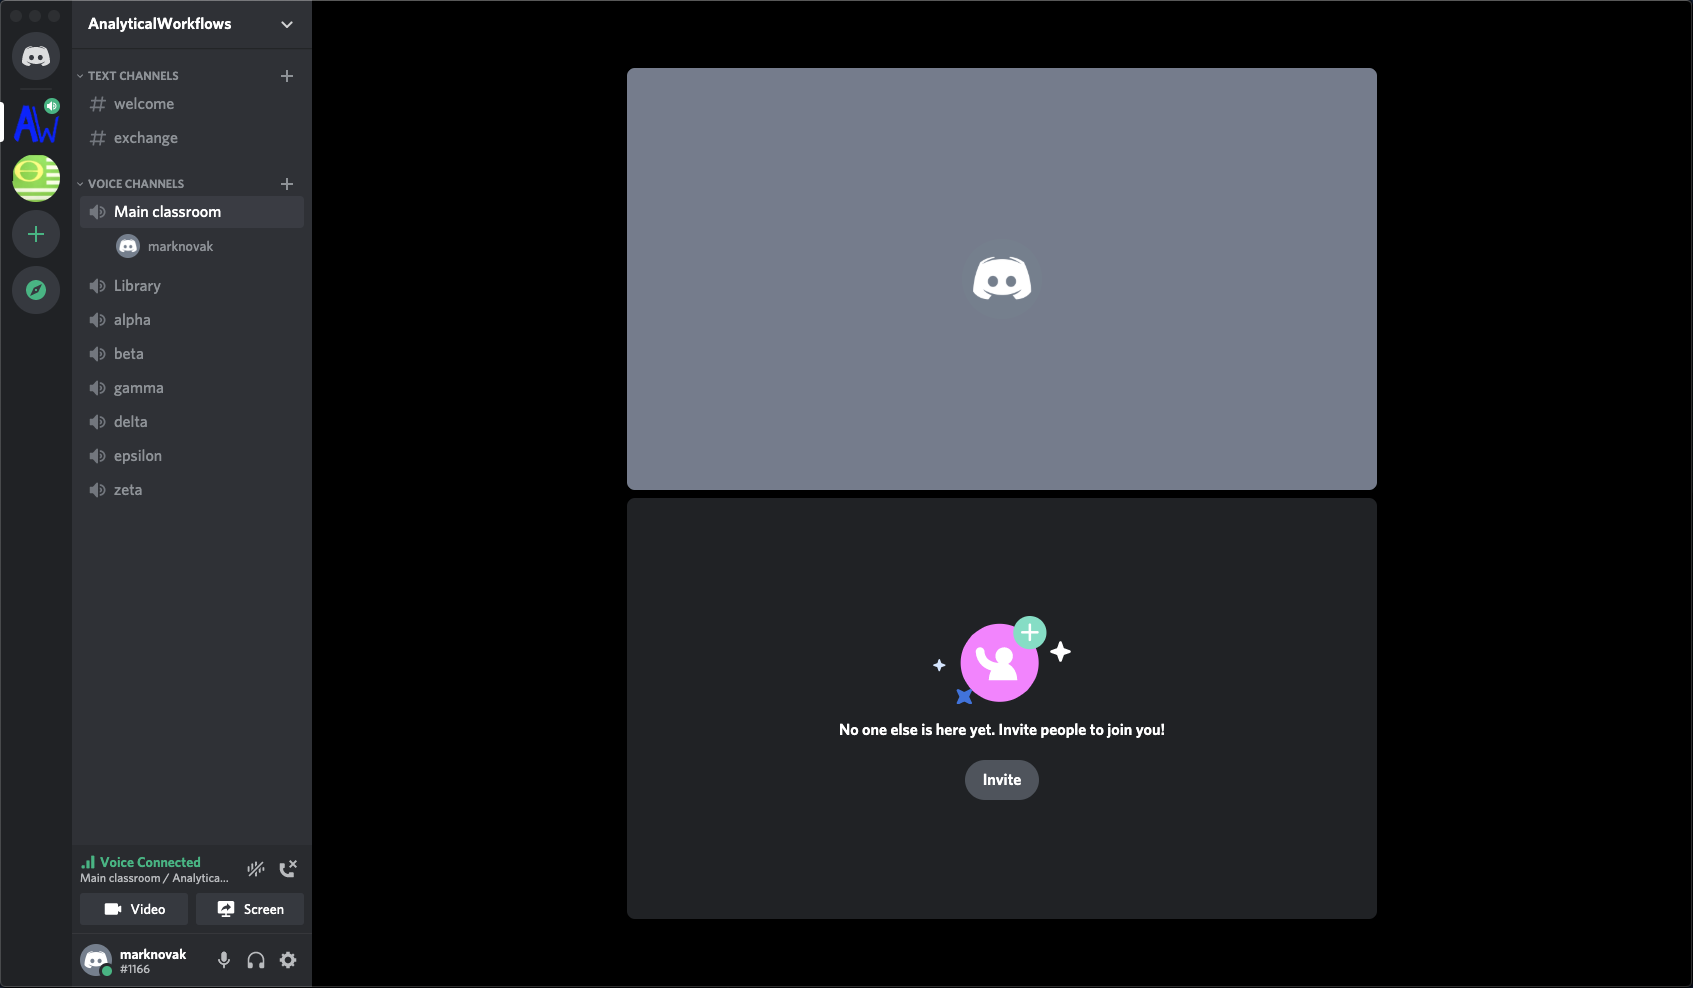 AnalyticalWorkflows
TEXT CHANNELS
# welcome
# exchange
VOICE CHANNELS
Main classroom
marknovak
Library
alpha
beta
gamma
delta
epsilon
zeta
Voice Connected
Main classroom / Analytica...
Video
Screen
marknovak
#1166
AW
No one else is here yet. Invite people to join you!
Invite